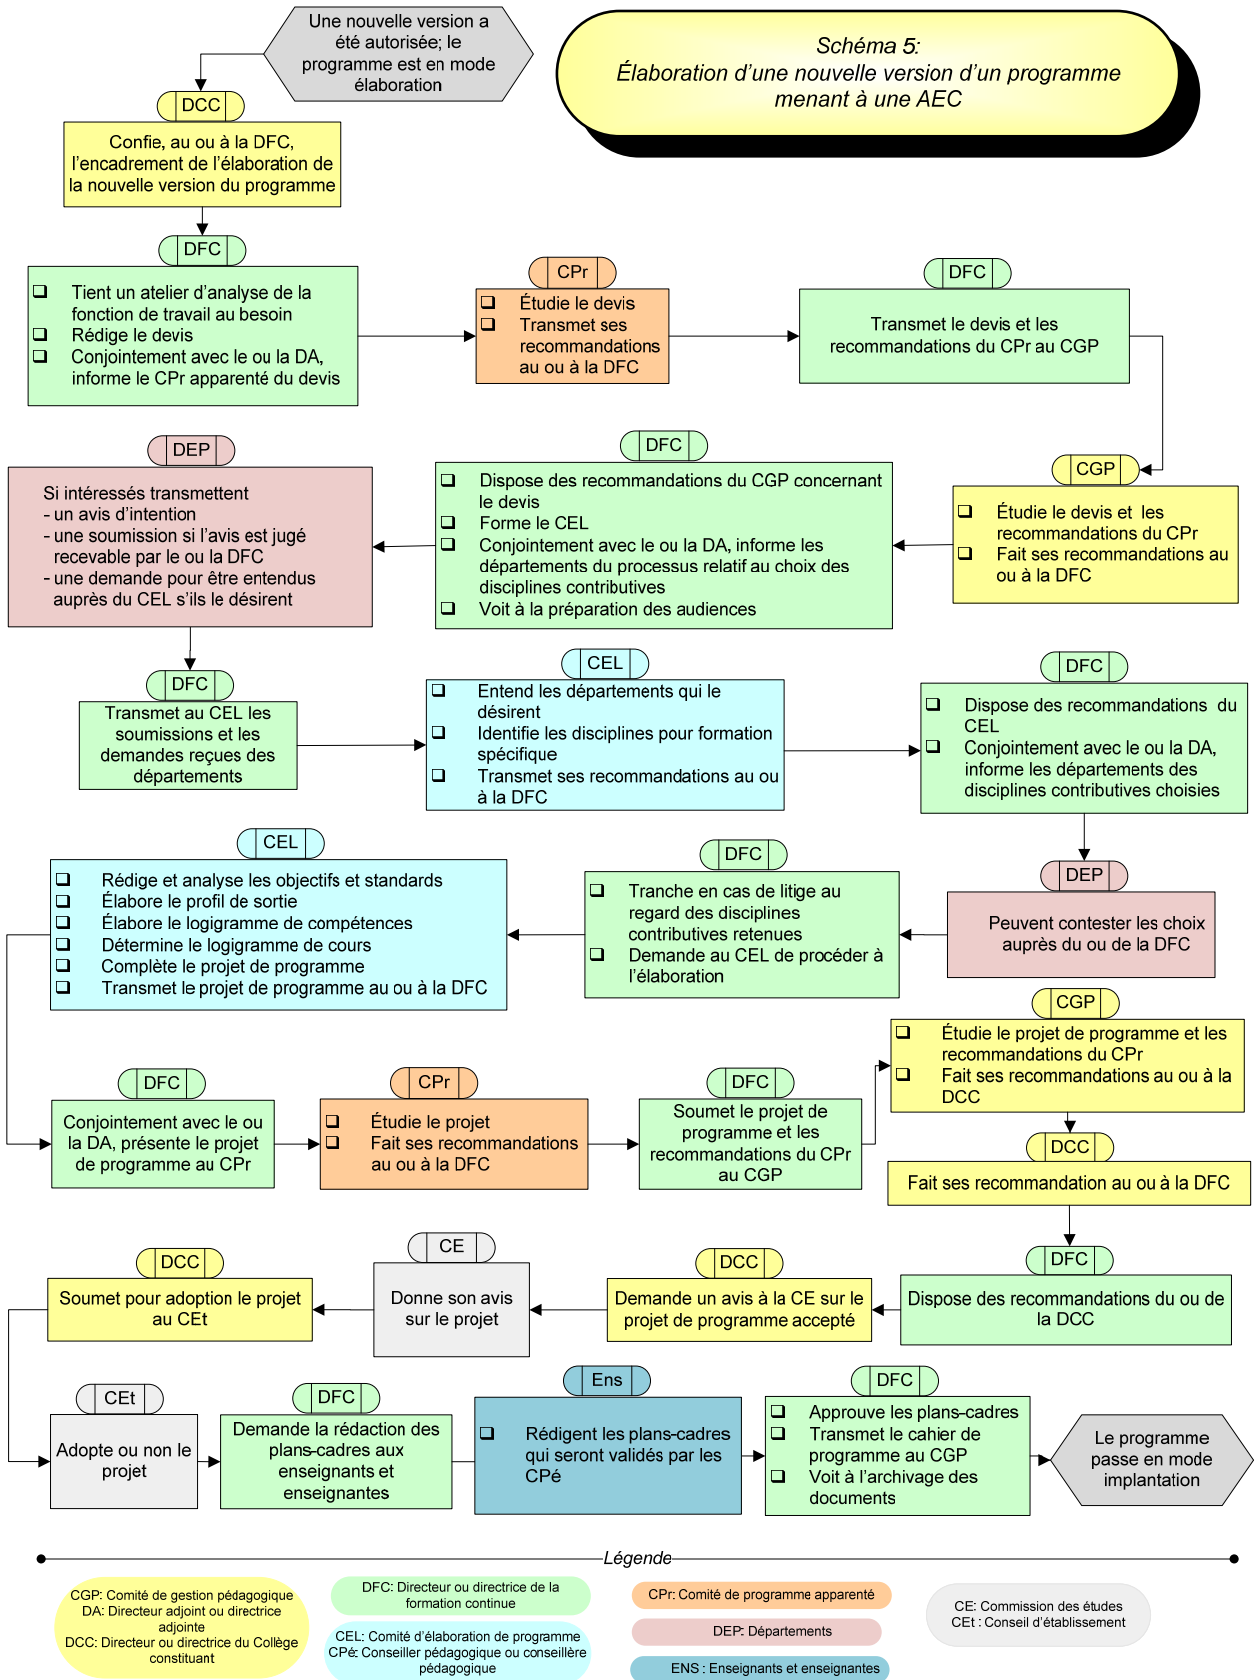 Une nouvelle version a
été autorisée; le
programme est en mode
élaboration
Schéma 5:
Élaboration d'une nouvelle version d'un programme
menant à une AEC
DCC
Confie, au ou à la DFC,
l'encadrement de l'élaboration de
la nouvelle version du programme
DFC
❑ Tient un atelier d'analyse de la
fonction de travail au besoin
❑ Rédige le devis
❑ Conjointement avec le ou la DA,
informe le CPr apparenté du devis
CPr
❑ Étudie le devis
❑ Transmet ses
recommandations
au ou à la DFC
DFC
Transmet le devis et les
recommandations du CPr au CGP
CGP
❑ Étudie le devis et les
recommandations du CPr
❑ Fait ses recommandations au
ou à la DFC
DFC
❑ Dispose des recommandations du CGP concernant
le devis
❑ Forme le CEL
❑ Conjointement avec le ou la DA, informe les
départements du processus relatif au choix des
disciplines contributives
❑ Voit à la préparation des audiences
DEP
Si intéressés transmettent
- un avis d'intention
- une soumission si l'avis est jugé
recevable par le ou la DFC
- une demande pour être entendus
auprès du CEL s'ils le désirent
DFC
Transmet au CEL les
soumissions et les
demandes reçues des
départements
CEL
❑ Entend les départements qui le
désirent
❑ Identifie les disciplines pour formation
spécifique
❑ Transmet ses recommandations au ou
à la DFC
DFC
❑ Dispose des recommandations du
CEL
❑ Conjointement avec le ou la DA,
informe les départements des
disciplines contributives choisies
DEP
Peuvent contester les choix
auprès du ou de la DFC
DFC
❑ Tranche en cas de litige au
regard des disciplines
contributives retenues
❑ Demande au CEL de procéder à
l'élaboration
CEL
❑ Rédige et analyse les objectifs et standards
❑ Élabore le profil de sortie
❑ Élabore le logigramme de compétences
❑ Détermine le logigramme de cours
❑ Complète le projet de programme
❑ Transmet le projet de programme au ou à la DFC
DFC
Conjointement avec le ou
la DA, présente le projet
de programme au CPr
CPr
❑ Étudie le projet
❑ Fait ses recommandations
au ou à la DFC
DFC
Soumet le projet de
programme et les
recommandations du CPr
au CGP
CGP
❑ Étudie le projet de programme et les
recommandations du CPr
❑ Fait ses recommandations au ou à la
DCC
DCC
Fait ses recommandation au ou à la DFC
DFC
Dispose des recommandations du ou de
la DCC
DCC
Demande un avis à la CE sur le
projet de programme accepté
CE
Donne son avis
sur le projet
DCC
Soumet pour adoption le projet
au CEt
CEt
Adopte ou non le
projet
DFC
Demande la rédaction des
plans-cadres aux
enseignants et
enseignantes
Ens
❑ Rédigent les plans-cadres
qui seront validés par les
CPé
DFC
❑ Approuve les plans-cadres
❑ Transmet le cahier de
programme au CGP
❑ Voit à l'archivage des
documents
Le programme
passe en mode
implantation
Légende
CGP: Comité de gestion pédagogique
DA: Directeur adjoint ou directrice
adjointe
DCC: Directeur ou directrice du Collège
constituant
DFC: Directeur ou directrice de la
formation continue
CEL: Comité d'élaboration de programme
CPé: Conseiller pédagogique ou conseillère
pédagogique
CPr: Comité de programme apparenté
DEP: Départements
ENS : Enseignants et enseignantes
CE: Commission des études
CEt : Conseil d'établissement